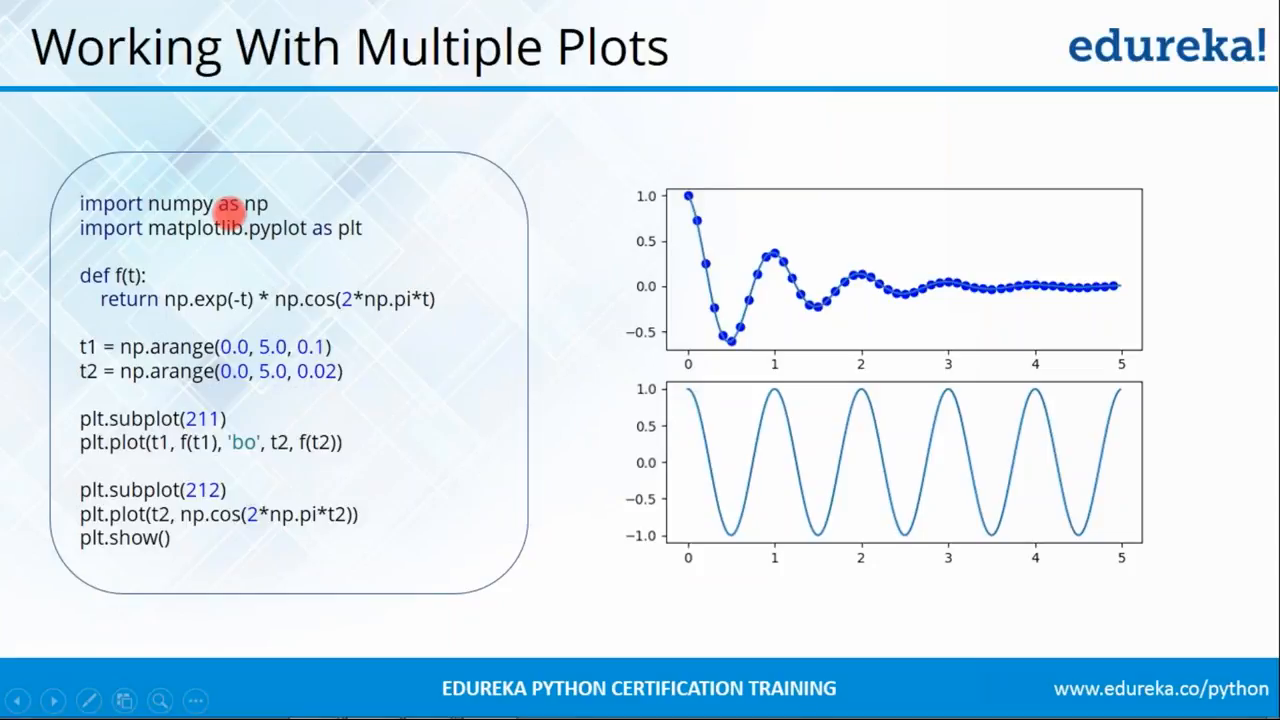 Working With Multiple Plots
edureka!
import numpy as np
import matplotlib.pyplot as plt
def f(t):
return np.exp(-t) * np.cos(2*np.pi*t)
t1 = np.arange(0.0, 5.0, 0.1)
t2 = np.arange(0.0, 5.0, 0.02)
plt.subplot(211)
plt.plot(t1, f(t1), 'bo', t2, f(t2))
plt.subplot(212)
plt.plot(t2, np.cos(2*np.pi*t2))
plt.show()
1.0
0.5
0.0
−0.5
0 1 2 3 4 5
1.0
0.5
0.0
−0.5
−1.0
0 1 2 3 4 5
EDUREKA PYTHON CERTIFICATION TRAINING
www.edureka.co/python